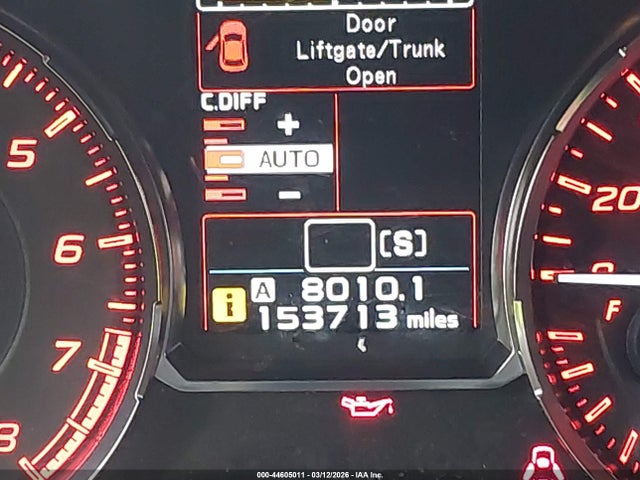 Door
Liftgate/Trunk
Open
C.DIFF
+
AUTO
-
[S]
i A 8010.1
153713 miles
5
6
7
8
20
0
F
000-44605011 - 03/12/2026 - IAA Inc.